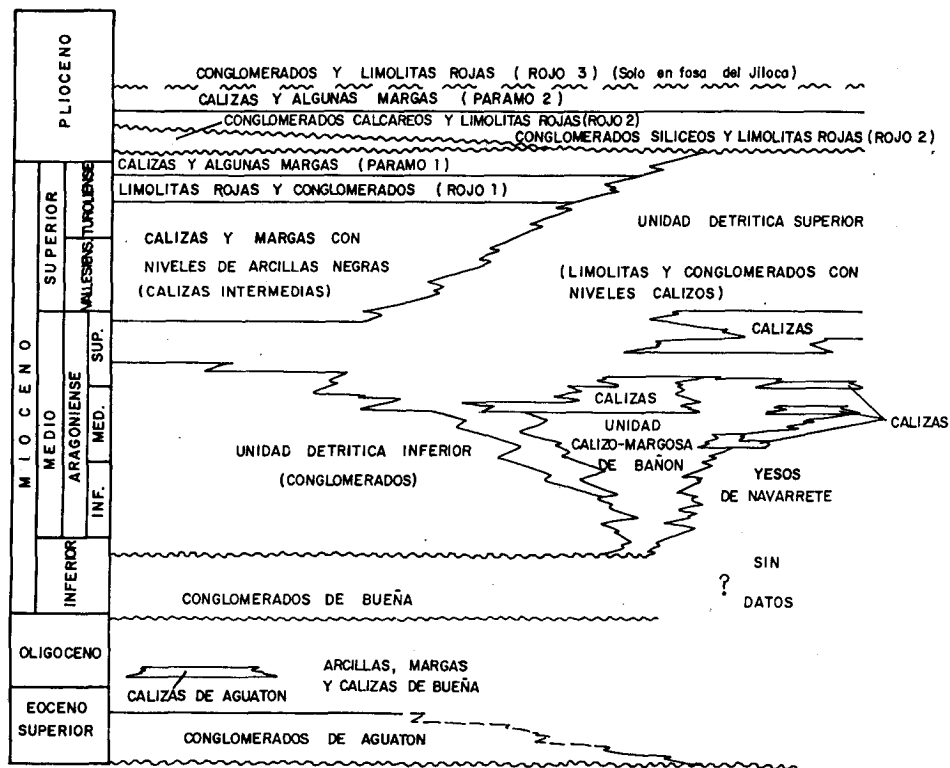 PLIOCENO
CONGLOMERADOS Y LIMOLITAS ROJAS (ROJO 3) (Solo en fosa del Jiloca)
CALIZAS Y ALGUNAS MARGAS (PARAMO 2)
CONGLOMERADOS CALCAREOS Y LIMOLITAS ROJAS (ROJO 2)
CONGLOMERADOS SILICEOS Y LIMOLITAS ROJAS (ROJO 2)
MIOCENO
SUPERIOR
TUROLIENSE
VALLESIENS.
CALIZAS Y ALGUNAS MARGAS (PARAMO 1)
LIMOLITAS ROJAS Y CONGLOMERADOS (ROJO 1)
CALIZAS Y MARGAS CON
NIVELES DE ARCILLAS NEGRAS
(CALIZAS INTERMEDIAS)
UNIDAD DETRITICA SUPERIOR
(LIMOLITAS Y CONGLOMERADOS CON
NIVELES CALIZOS)
CALIZAS
MEDIO
ARAGONIENSE
SUP.
MED.
INF.
CALIZAS
CALIZAS
UNIDAD DETRITICA INFERIOR
(CONGLOMERADOS)
UNIDAD
CALIZO-MARGOSA
DE BAÑON
YESOS
DE NAVARRETE
INFERIOR
CONGLOMERADOS DE BUEÑA
SIN
?
DATOS
OLIGOCENO
CALIZAS DE AGUATON
ARCILLAS, MARGAS
Y CALIZAS DE BUEÑA
EOCENO
SUPERIOR
CONGLOMERADOS DE AGUATON